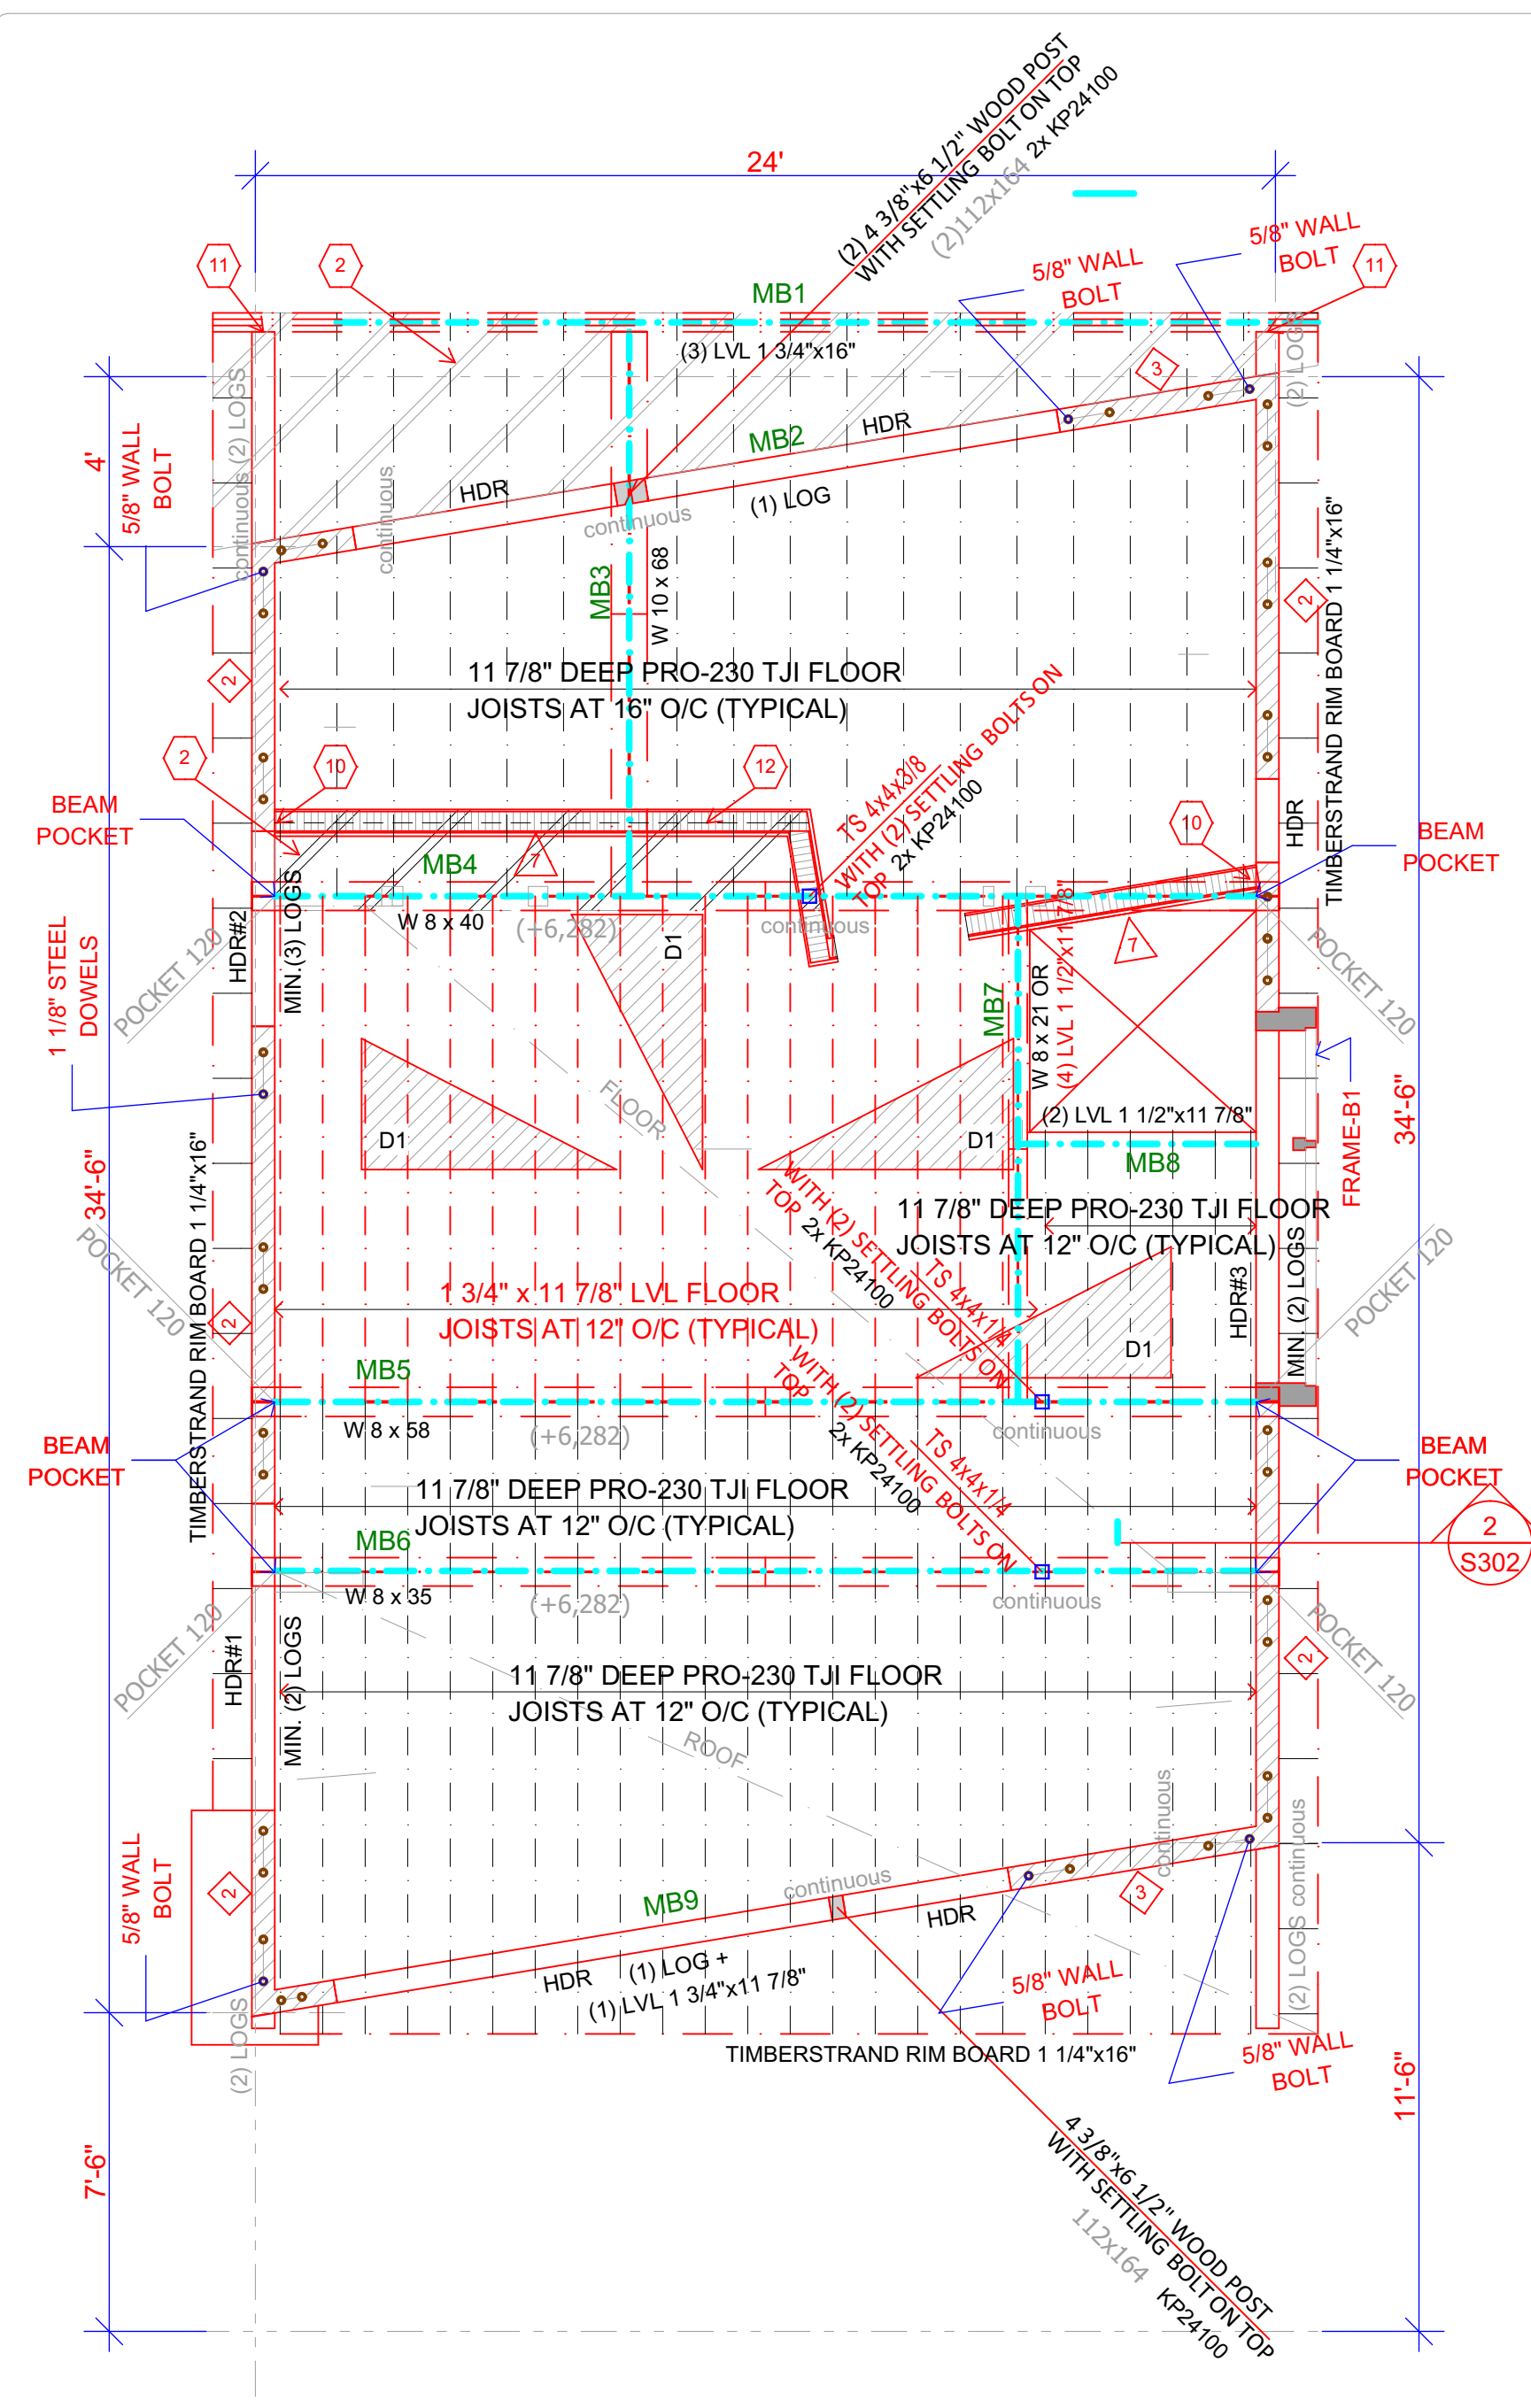 (2) 4 3/8"x6 1/2" WOOD POST
WITH SETTLING BOLT ON TOP
(2)112x164 2x KP24100
24'
5/8" WALL
BOLT
5/8" WALL
BOLT
11
2
11
MB1
(3) LVL 1 3/4"x16"
(2) LOGS
3
HDR
MB2
(1) LOG
HDR
continuous
continuous (2) LOGS
continuous
4'
5/8" WALL
BOLT
MB3
W 10 x 68
TIMBERSTRAND RIM BOARD 1 1/4"x16"
2
2
11 7/8" DEEP PRO-230 TJI FLOOR
JOISTS AT 16" O/C (TYPICAL)
2
10
12
TS 4x4x3/8
WITH (2) SETTLING BOLTS ON
TOP 2x KP24100
10
HDR
BEAM
POCKET
BEAM
POCKET
MB4
7
W 8 x 40
(+6,282)
continuous
HDR#2
MIN.(3) LOGS
POCKET 120
1 1/8" STEEL
DOWELS
D1
MB7
W 8 x 21 OR
(4) LVL 1 1/2"x11 7/8"
7
POCKET 120
FRAME-B1
34'-6"
34'-6"
D1
FLOOR
D1
(2) LVL 1 1/2"x11 7/8"
MB8
TIMBERSTRAND RIM BOARD 1 1/4"x16"
POCKET 120
2
11 7/8" DEEP PRO-230 TJI FLOOR
JOISTS AT 12" O/C (TYPICAL)
TS 4x4x1/4
WITH (2) SETTLING BOLTS ON
TOP 2x KP24100
1 3/4" x 11 7/8" LVL FLOOR
JOISTS AT 12" O/C (TYPICAL)
HDR#3
MIN. (2) LOGS
POCKET 120
D1
MB5
W 8 x 58
(+6,282)
continuous
TS 4x4x1/4
WITH (2) SETTLING BOLTS ON
TOP
2x KP24100
BEAM
POCKET
BEAM
POCKET
11 7/8" DEEP PRO-230 TJI FLOOR
JOISTS AT 12" O/C (TYPICAL)
2
S302
MB6
W 8 x 35
(+6,282)
continuous
POCKET 120
HDR#1
MIN. (2) LOGS
POCKET 120
2
11 7/8" DEEP PRO-230 TJI FLOOR
JOISTS AT 12" O/C (TYPICAL)
ROOF
continuous
(2) LOGS continuous
5/8" WALL
BOLT
2
MB9
continuous
HDR
3
HDR
(1) LOG +
(1) LVL 1 3/4"x11 7/8"
5/8" WALL
BOLT
5/8" WALL
BOLT
(2) LOGS
TIMBERSTRAND RIM BOARD 1 1/4"x16"
11'-6"
7'-6"
4 3/8"x6 1/2" WOOD POST
WITH SETTLING BOLT ON TOP
112x164 KP24100